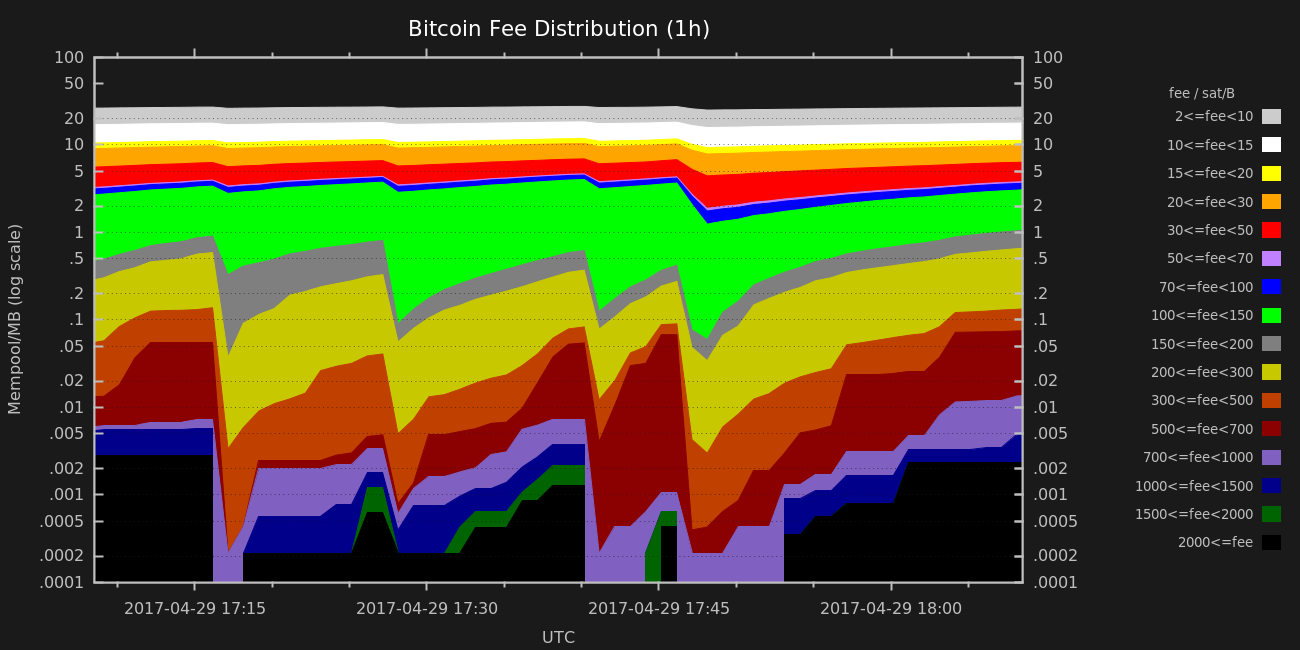 Bitcoin Fee Distribution (1h)
Mempool/MB (log scale)
100
50
20
10
5
2
1
.5
.2
.1
.05
.02
.01
.005
.002
.001
.0005
.0002
.0001
100
50
20
10
5
2
1
.5
.2
.1
.05
.02
.01
.005
.002
.001
.0005
.0002
.0001
2017-04-29 17:15
2017-04-29 17:30
2017-04-29 17:45
2017-04-29 18:00
UTC
fee / sat/B
2<=fee<10
10<=fee<15
15<=fee<20
20<=fee<30
30<=fee<50
50<=fee<70
70<=fee<100
100<=fee<150
150<=fee<200
200<=fee<300
300<=fee<500
500<=fee<700
700<=fee<1000
1000<=fee<1500
1500<=fee<2000
2000<=fee